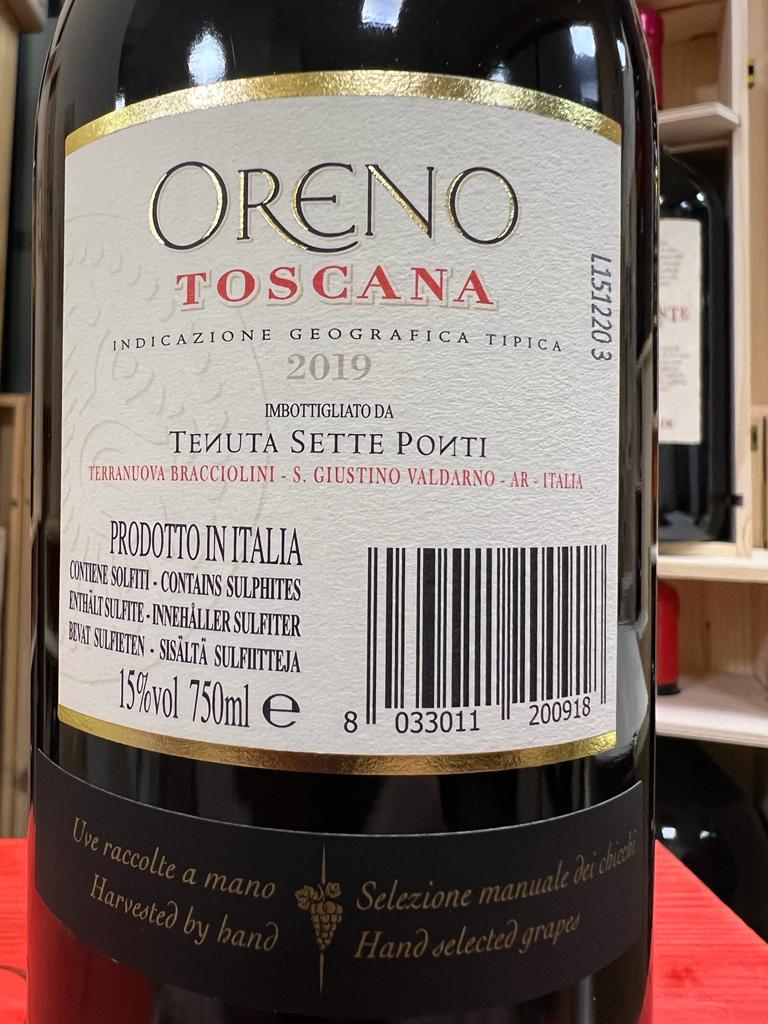 ORENO
TOSCANA
INDICAZIONE GEOGRAFICA TIPICA
2019
L151220 3
IMBOTTIGLIATO DA
TENUTA SETTE PONTI
TERRANUOVA BRACCIOLINI - S. GIUSTINO VALDARNO - AR - ITALIA
PRODOTTO IN ITALIA
CONTIENE SOLFITI - CONTAINS SULPHITES
ENTHÄLT SULFITE - INNEHÅLLER SULFITER
BEVAT SULFIETEN - SISÄLTÄ SULFIITTEJA
15%vol 750ml e
8 033011 200918
Uve raccolte a mano
Harvested by hand
Selezione manuale dei chicchi
Hand selected grapes